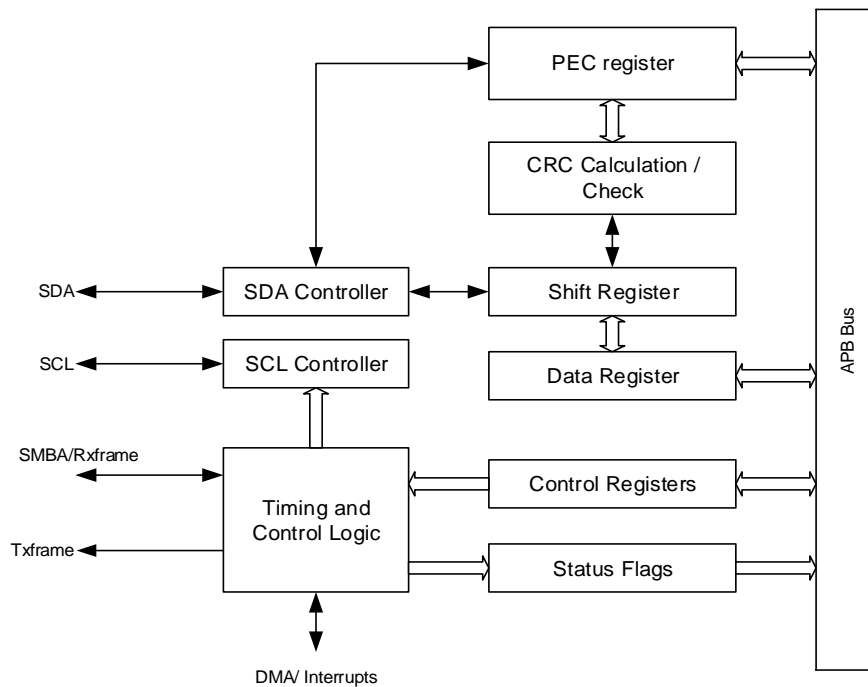 PEC register
CRC Calculation /
Check
SDA
SDA Controller
Shift Register
SCL
SCL Controller
Data Register
APB Bus
SMBA/Rxframe
Timing and
Control Logic
Control Registers
Txframe
Status Flags
DMA/ Interrupts